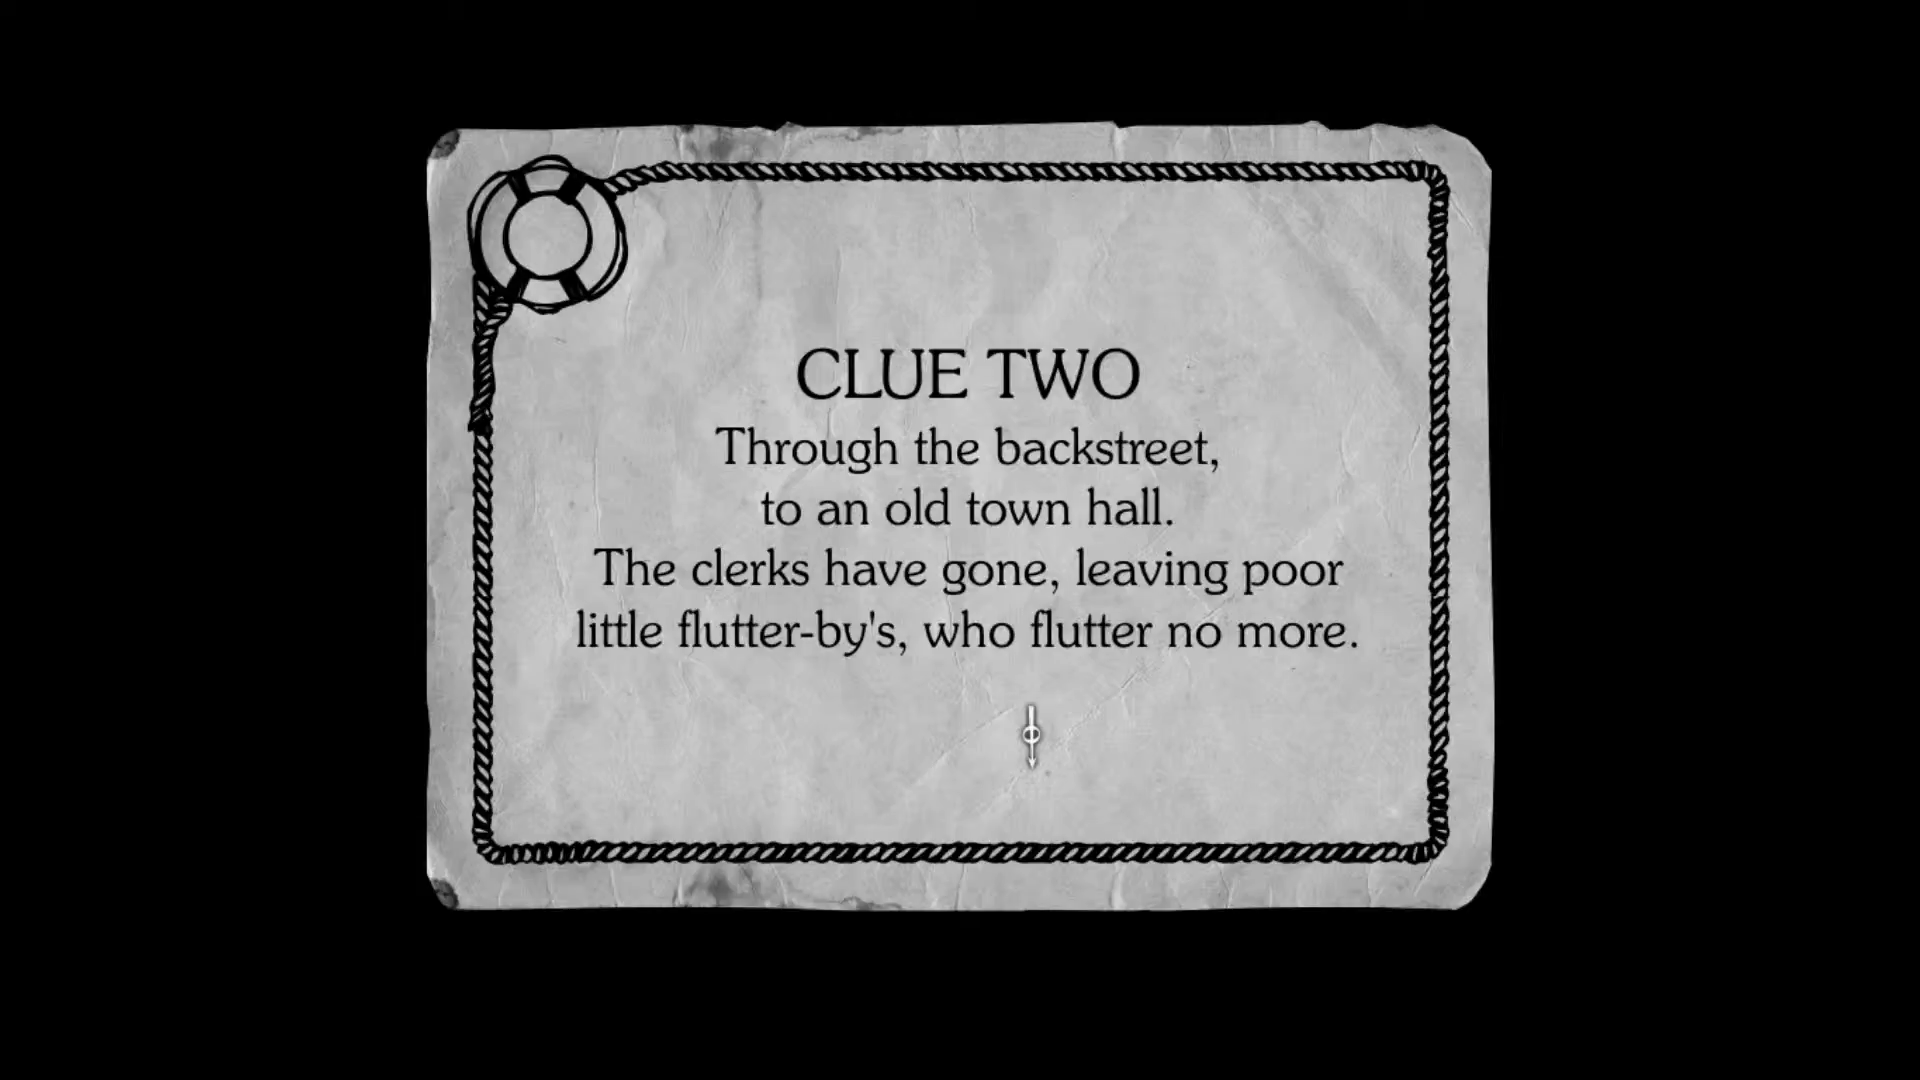 CLUE TWO
Through the backstreet,
to an old town hall.
The clerks have gone, leaving poor
little flutter-by's, who flutter no more.